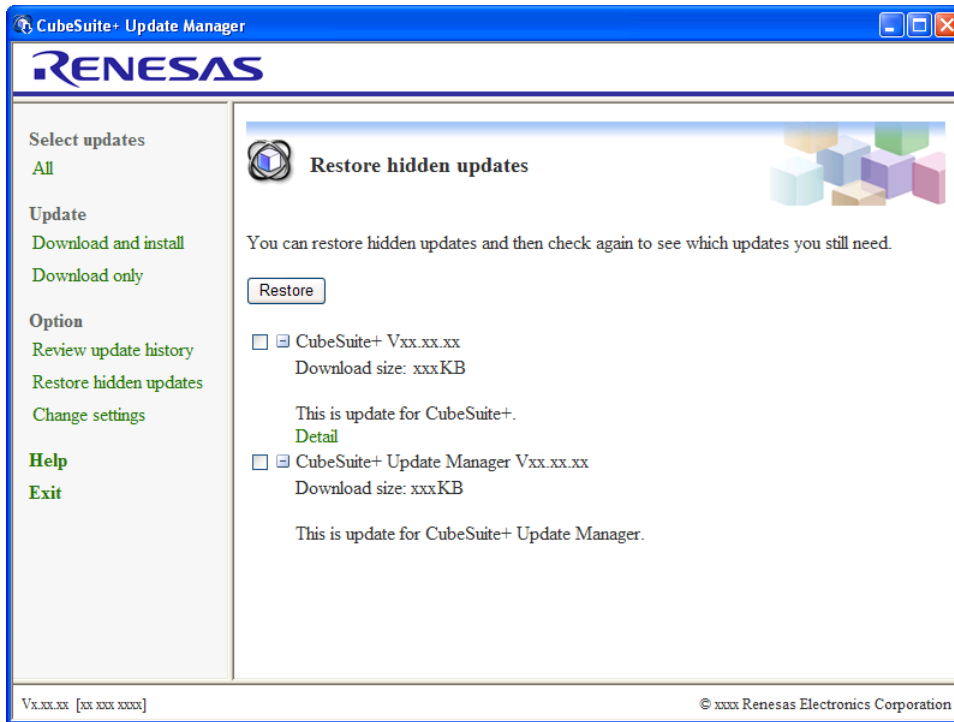 CubeSuite+ Update Manager
RENESAS
Select updates
All
Update
Download and install
Download only
Option
Review update history
Restore hidden updates
Change settings
Help
Exit
Restore hidden updates
You can restore hidden updates and then check again to see which updates you still need.
Restore
CubeSuite+ Vxx.xx.xx
Download size: xxxKB
This is update for CubeSuite+.
Detail
CubeSuite+ Update Manager Vxx.xx.xx
Download size: xxxKB
This is update for CubeSuite+ Update Manager.
Vx.xx.xx [xx xxx xxxx]
© xxxx Renesas Electronics Corporation